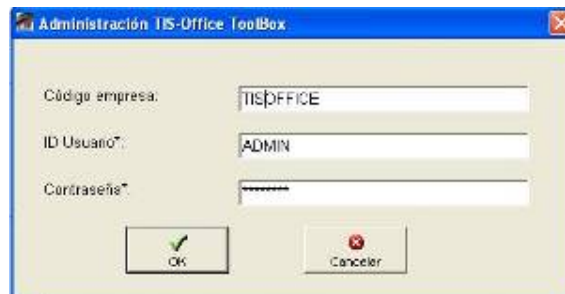 Administración TIS-Office ToolBox
Código empresa: TISOFFICE
ID Usuario*: ADMIN
Contraseña*: ********
OK Cancelar